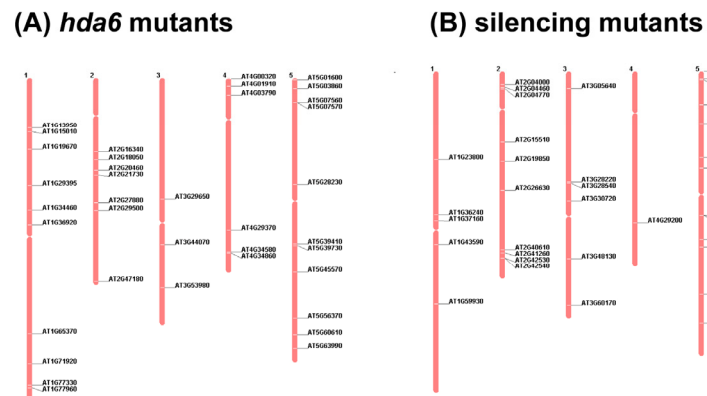 (A) hda6 mutants
1
AT1G13950
AT1G15010
AT1G19670
AT1G29395
AT1G34460
AT1G36920
AT1G65370
AT1G71920
AT1G77330
AT1G77960
2
AT2G16340
AT2G18050
AT2G20460
AT2G21730
AT2G27880
AT2G29500
AT2G47180
3
AT3G29650
AT3G44070
AT3G53980
4
AT4G00320
AT4G01910
AT4G03790
AT4G29370
AT4G34580
AT4G34860
5
AT5G01600
AT5G03860
AT5G07560
AT5G07570
AT5G28230
AT5G39410
AT5G39730
AT5G45570
AT5G56370
AT5G60610
AT5G63990
(B) silencing mutants
1
AT1G23800
AT1G36240
AT1G37160
AT1G43590
AT1G59930
2
AT2G04000
AT2G04460
AT2G04770
AT2G15510
AT2G19850
AT2G26630
AT2G40610
AT2G41260
AT2G42530
AT2G42540
3
AT3G05640
AT3G28220
AT3G28540
AT3G30720
AT3G48130
AT3G60170
4
AT4G29200
5